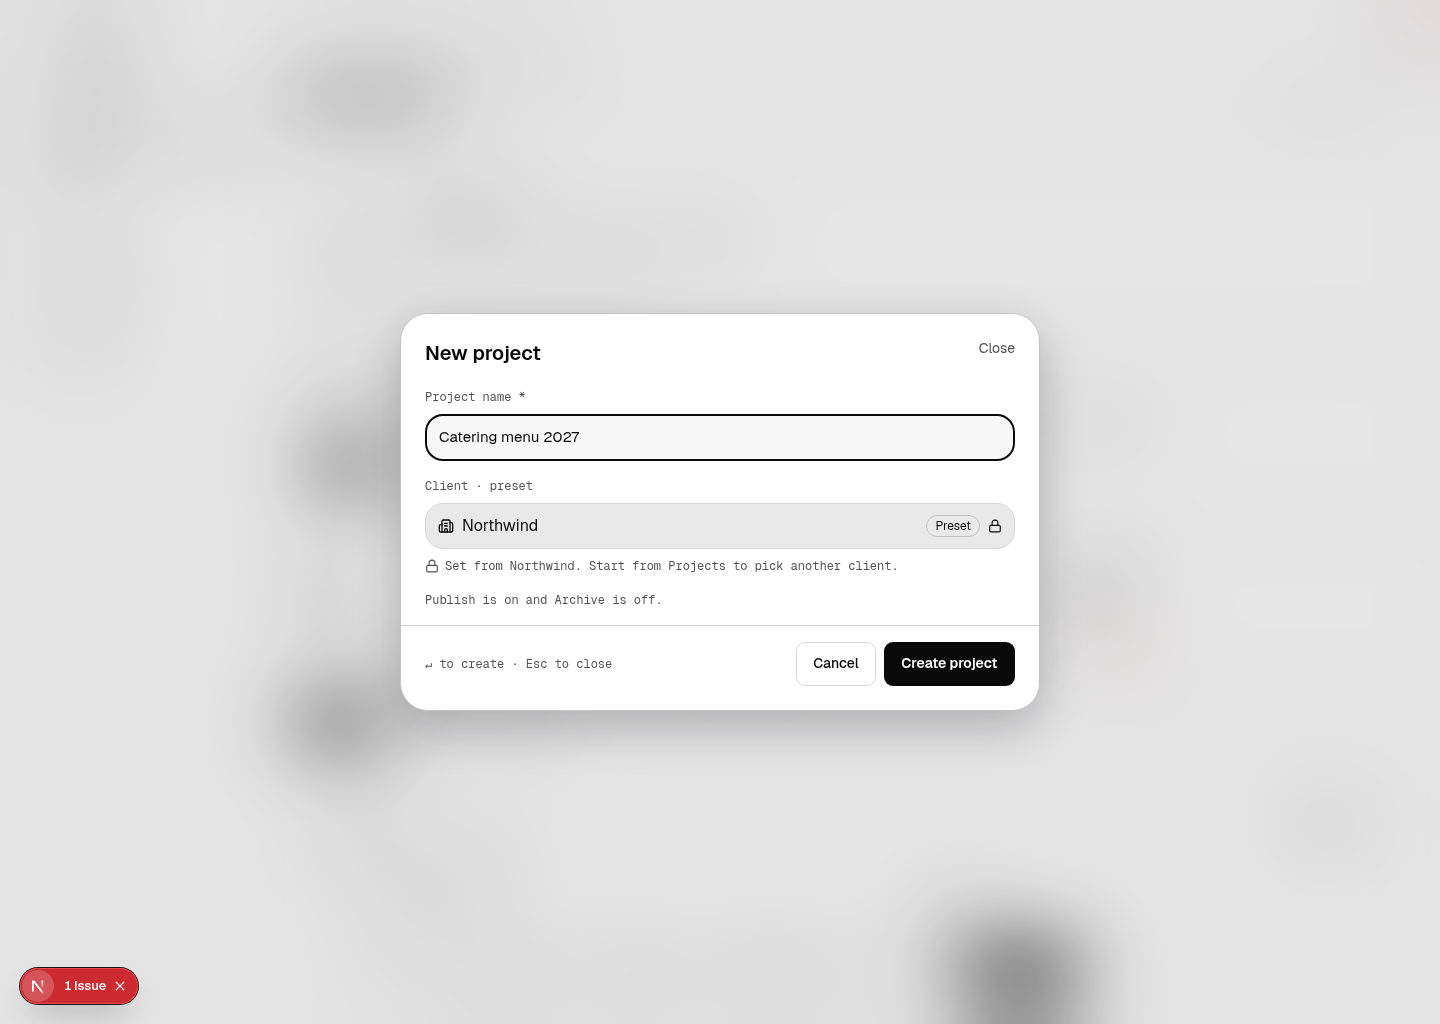 New project
Close
Project name *
Catering menu 2027
Client · preset
Northwind
Preset
Set from Northwind. Start from Projects to pick another client.
Publish is on and Archive is off.
↵ to create · Esc to close
Cancel
Create project
N
1 Issue